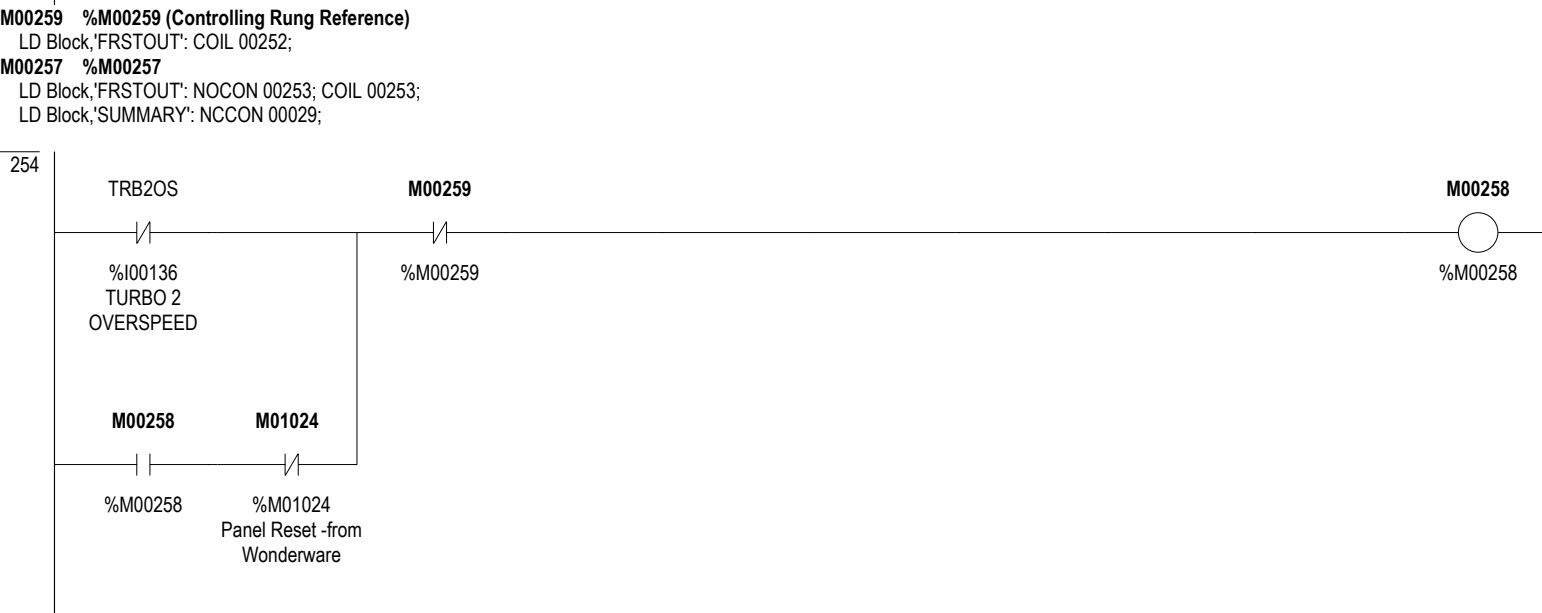 M00259 %M00259 (Controlling Rung Reference)
LD Block,'FRSTOUT': COIL 00252;
M00257 %M00257
LD Block,'FRSTOUT': NOCON 00253; COIL 00253;
LD Block,'SUMMARY': NCCON 00029;
254
TRB2OS M00259 M00258
%I00136 %M00259 %M00258
TURBO 2
OVERSPEED
M00258 M01024
%M00258 %M01024
Panel Reset -from
Wonderware